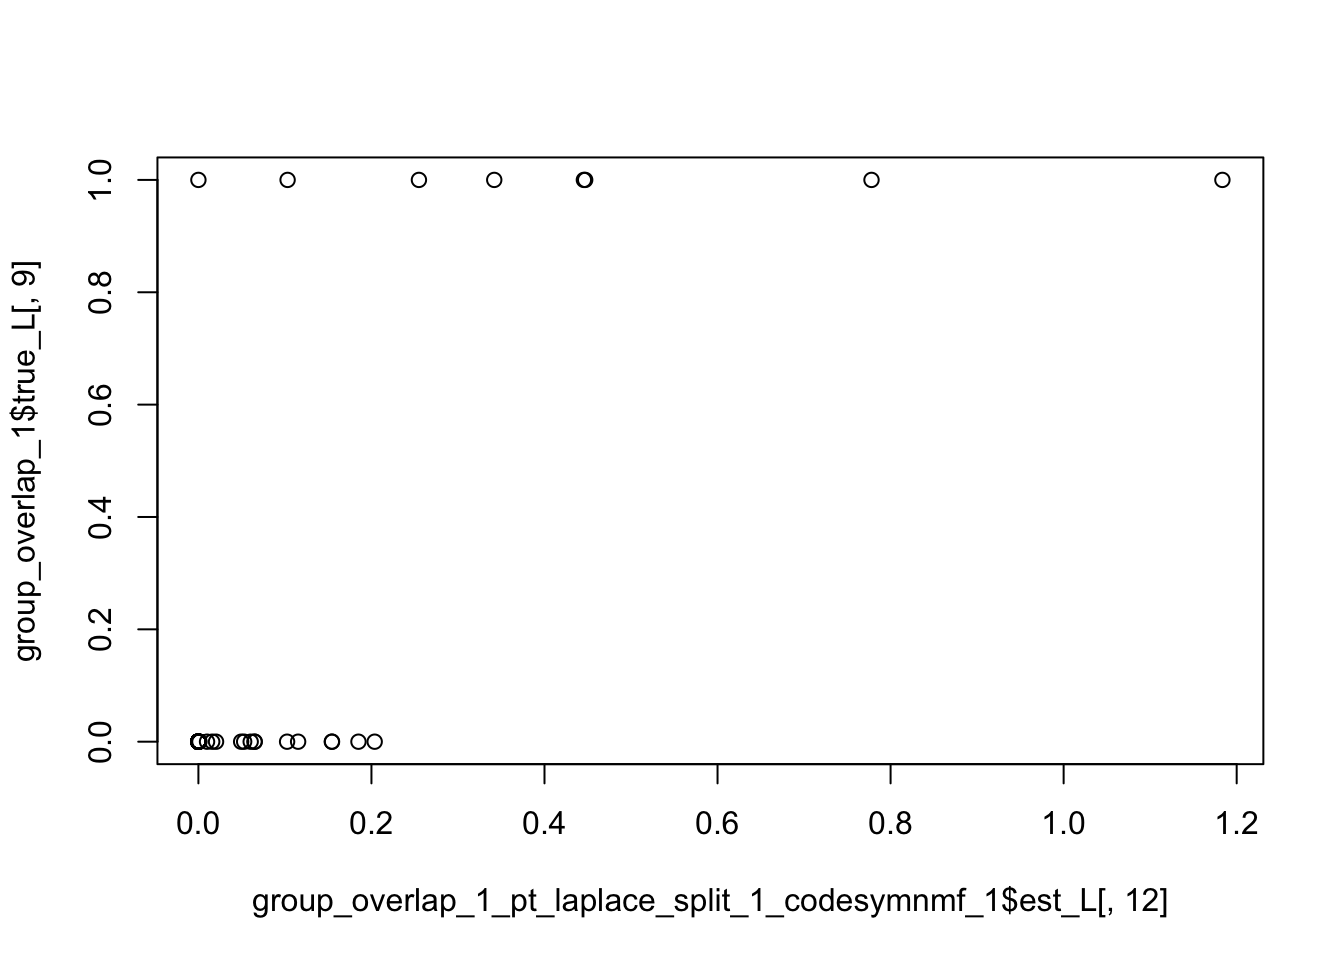 group_overlap_1$true_L[, 9]
1.0
0.8
0.6
0.4
0.2
0.0
0.0 0.2 0.4 0.6 0.8 1.0 1.2
group_overlap_1_pt_laplace_split_1_codesymnmf_1$est_L[, 12]